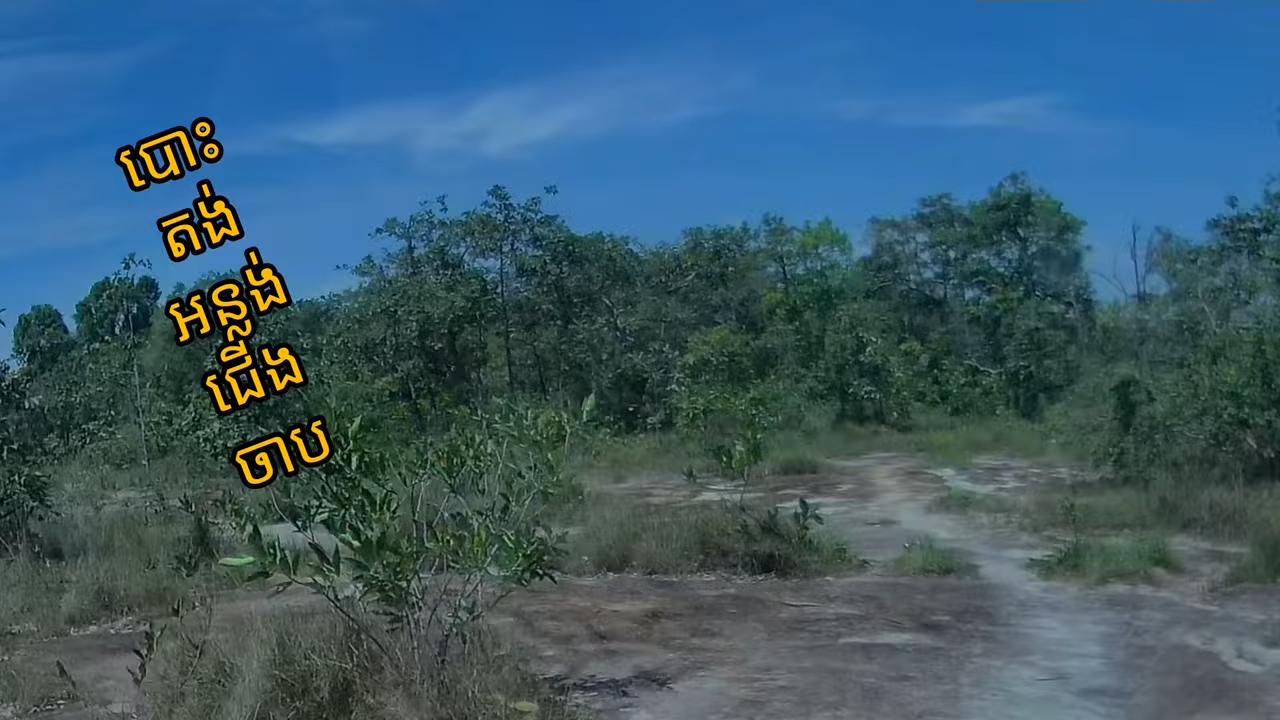 បោះ
តង់
អន្លង់
ជើង
ចាប